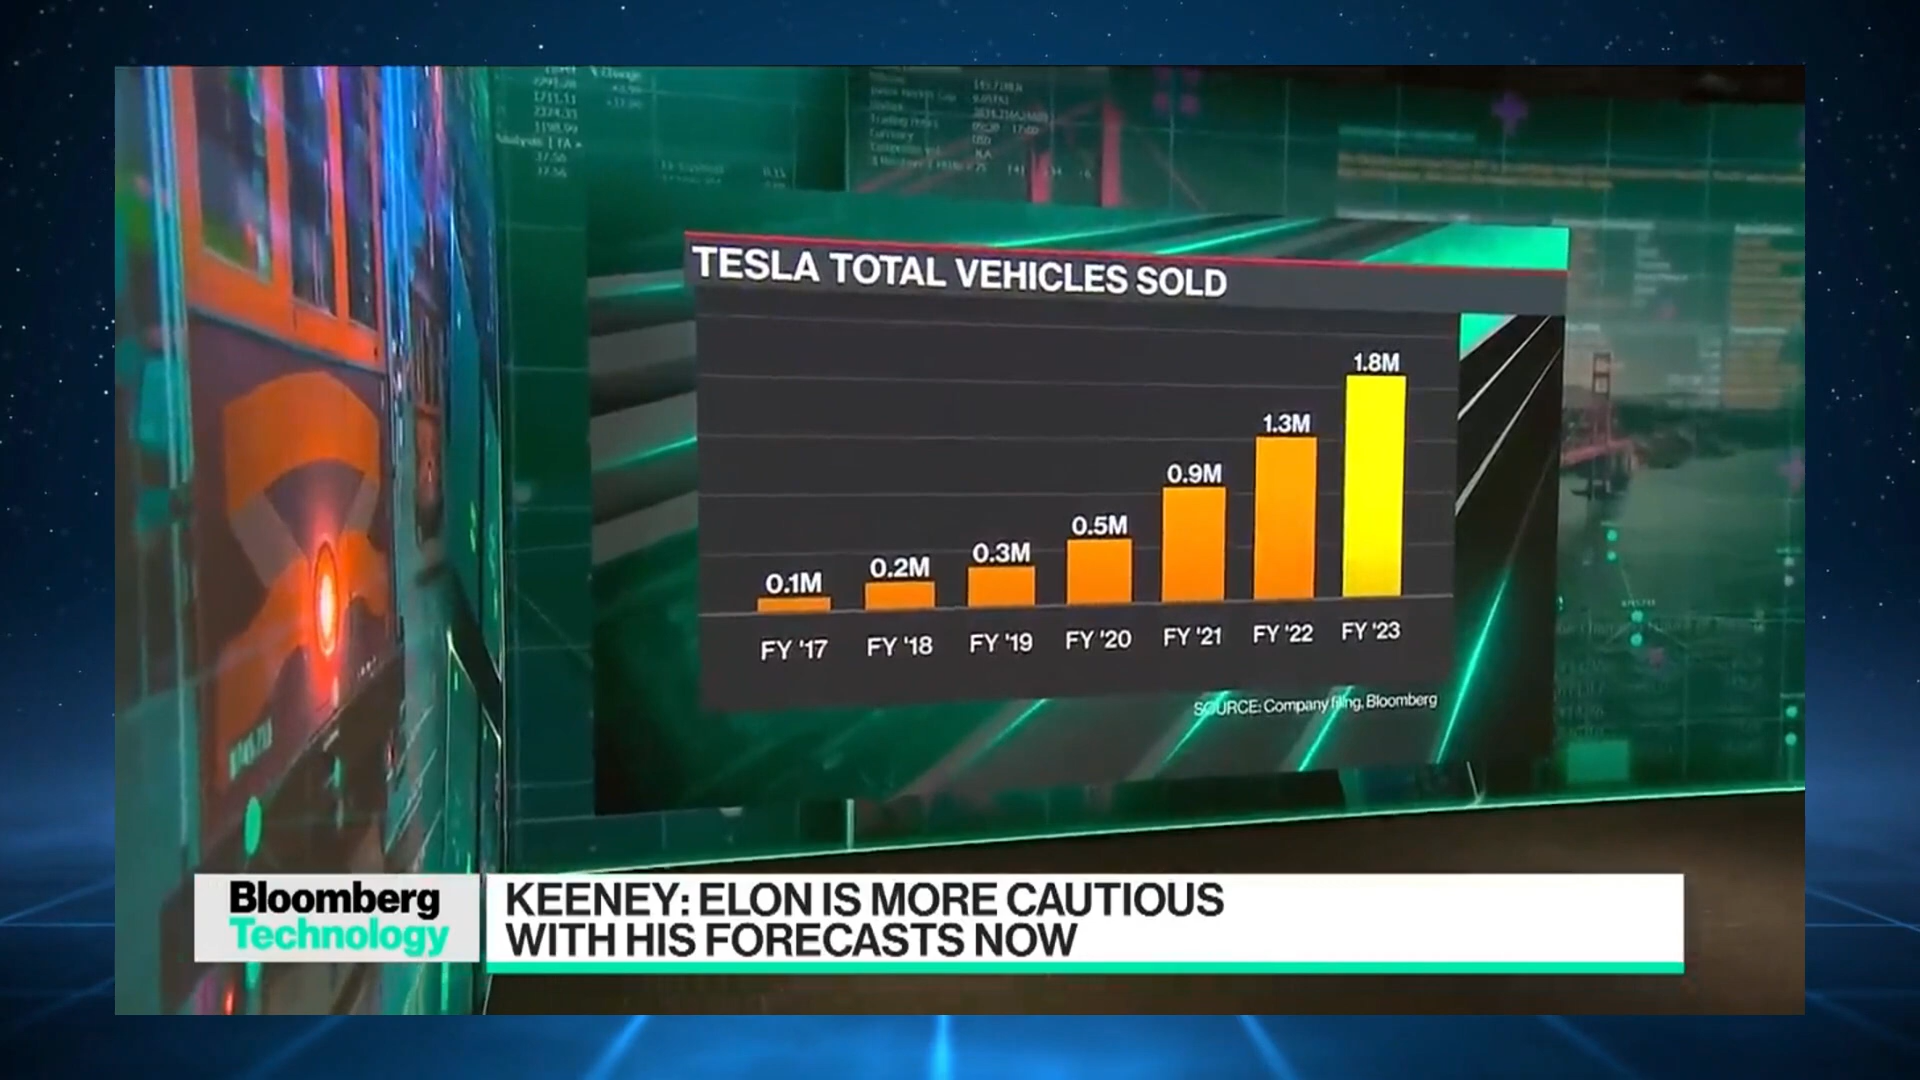 TESLA TOTAL VEHICLES SOLD
1.8M
1.3M
0.9M
0.5M
0.3M
0.2M
0.1M
FY '17 FY '18 FY '19 FY '20 FY '21 FY '22 FY '23
SOURCE: Company filing, Bloomberg
Bloomberg
Technology
KEENEY: ELON IS MORE CAUTIOUS
WITH HIS FORECASTS NOW